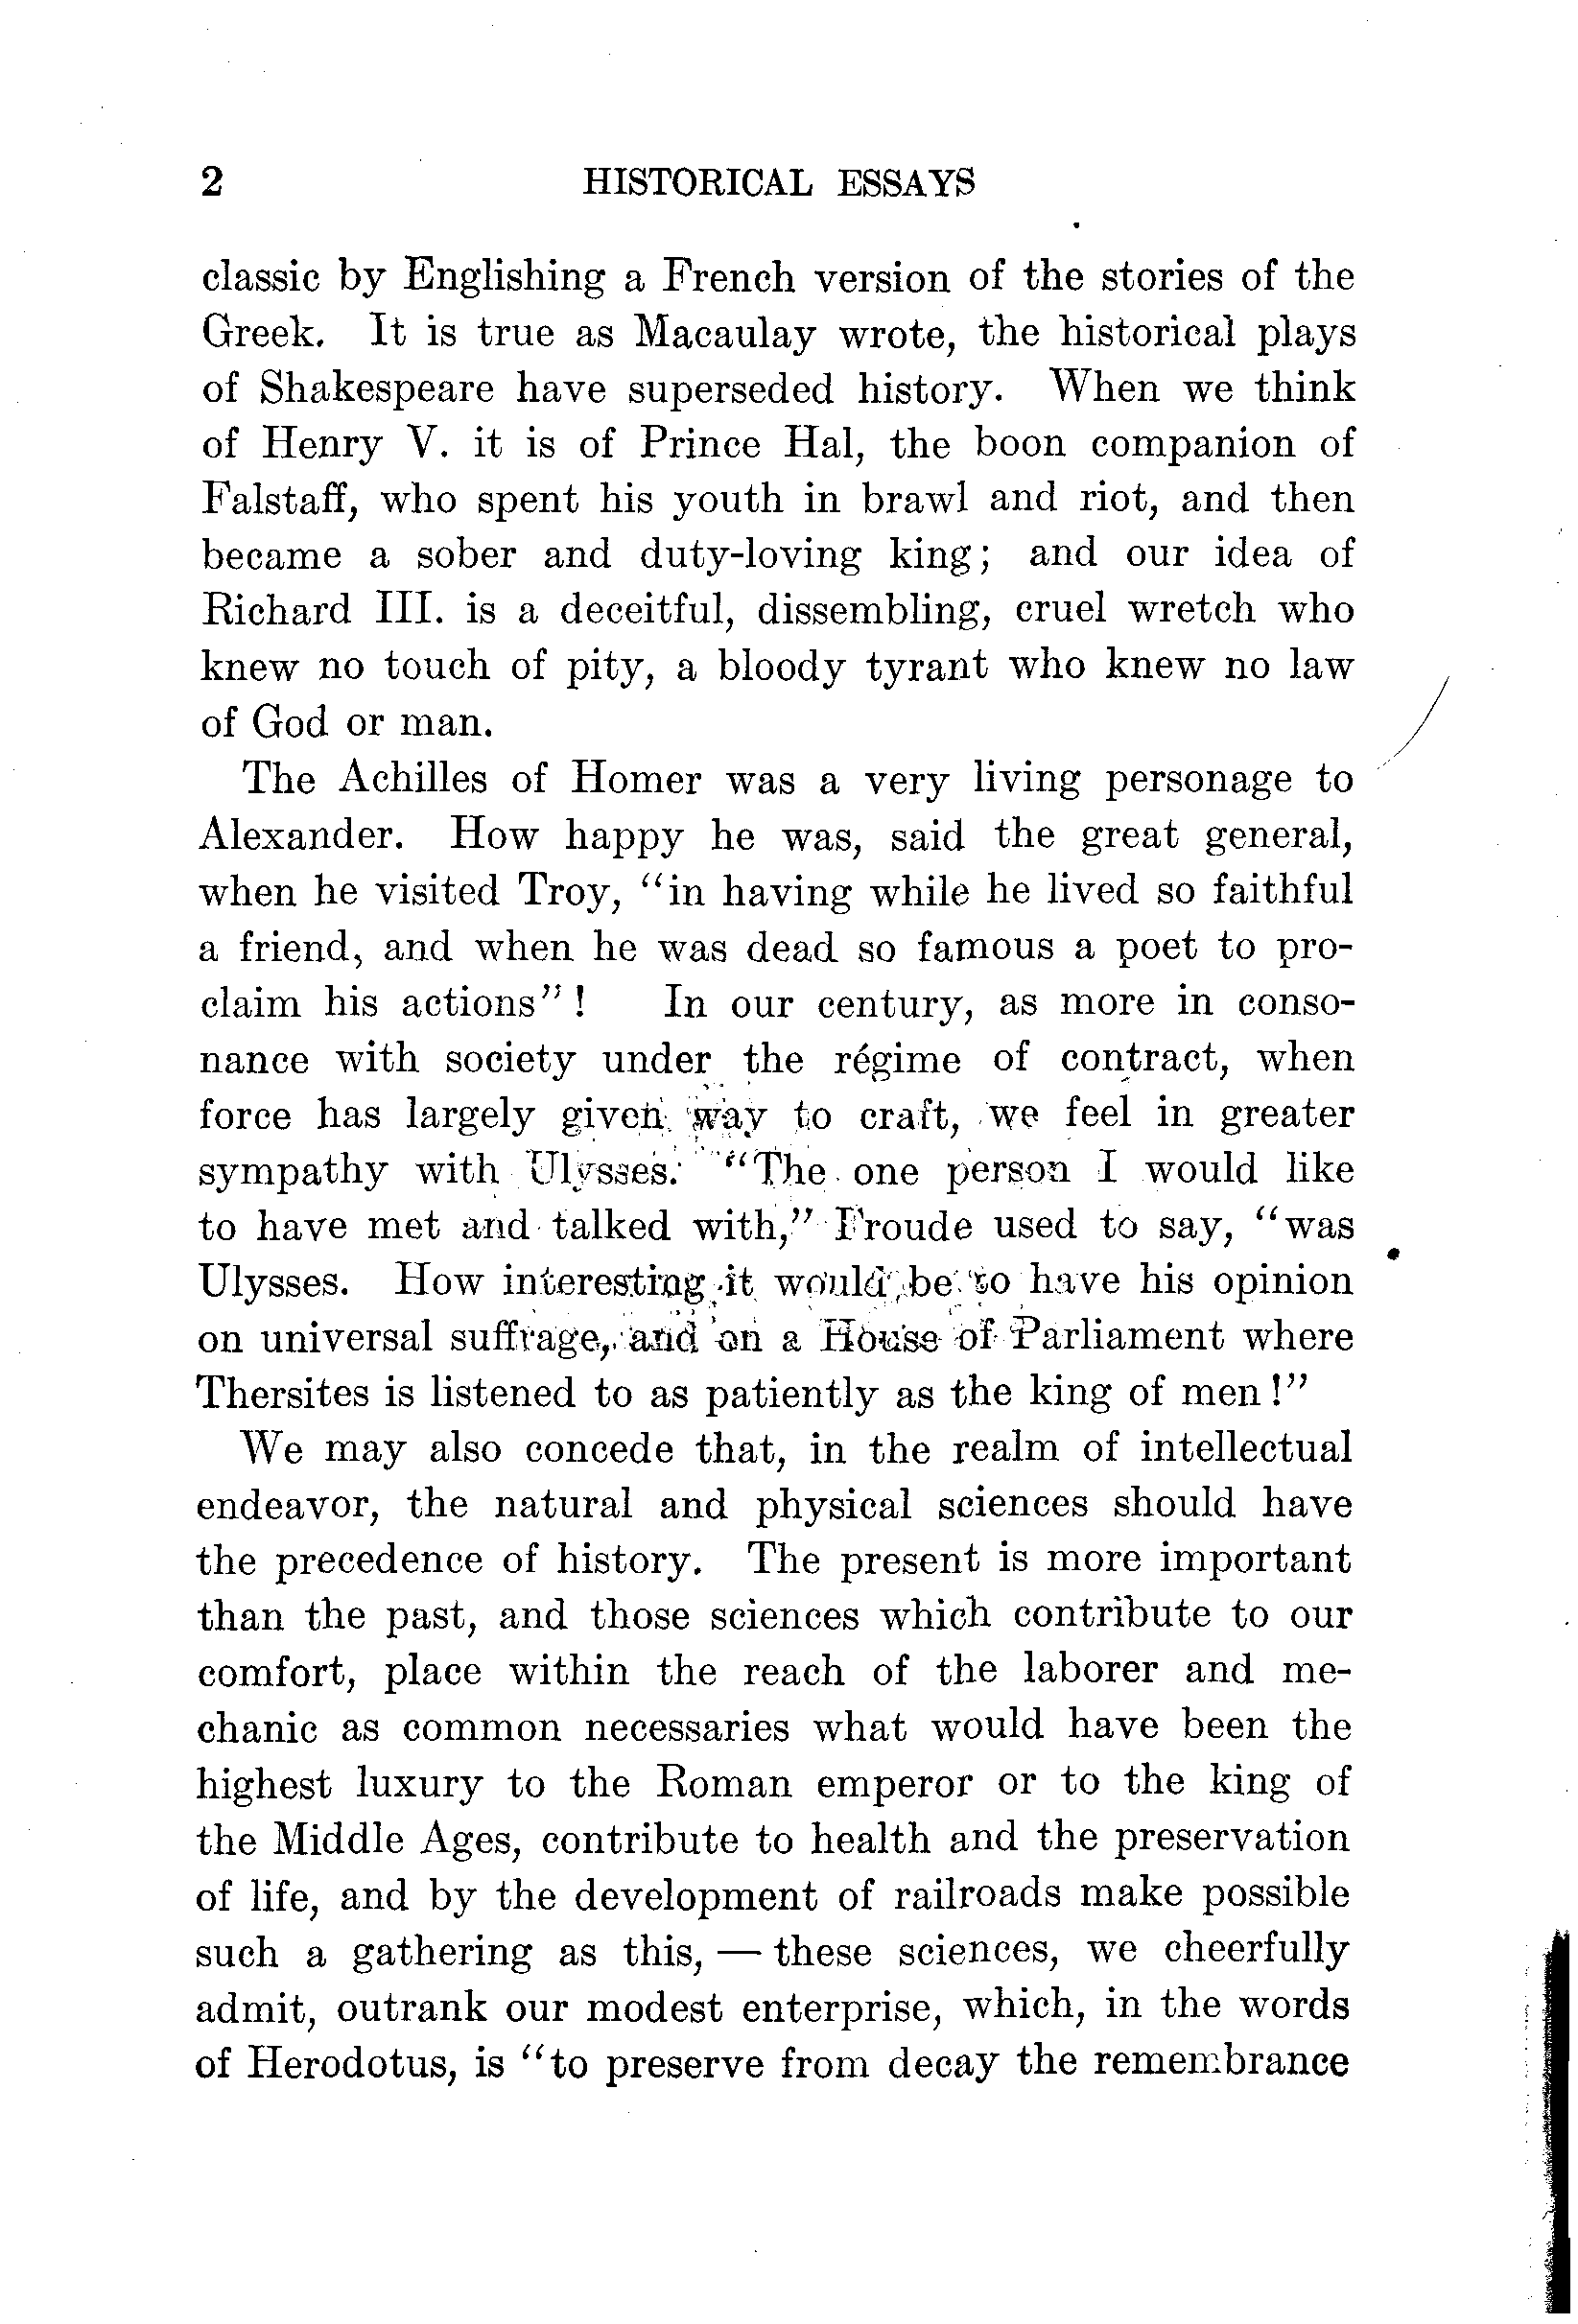 2 HISTORICAL ESSAYS
classic by Englishing a French version of the stories of the
Greek. It is true as Macaulay wrote, the historical plays
of Shakespeare have superseded history. When we think
of Henry V. it is of Prince Hal, the boon companion of
Falstaff, who spent his youth in brawl and riot, and then
became a sober and duty-loving king; and our idea of
Richard III. is a deceitful, dissembling, cruel wretch who
knew no touch of pity, a bloody tyrant who knew no law
of God or man.
The Achilles of Homer was a very living personage to
Alexander. How happy he was, said the great general,
when he visited Troy, "in having while he lived so faithful
a friend, and when he was dead so famous a poet to pro-
claim his actions"! In our century, as more in conso-
nance with society under the régime of contract, when
force has largely given way to craft, we feel in greater
sympathy with Ulysses. "The one person I would like
to have met and talked with," Froude used to say, "was
Ulysses. How interesting it would be to have his opinion
on universal suffrage, and on a House of Parliament where
Thersites is listened to as patiently as the king of men!"
We may also concede that, in the realm of intellectual
endeavor, the natural and physical sciences should have
the precedence of history. The present is more important
than the past, and those sciences which contribute to our
comfort, place within the reach of the laborer and me-
chanic as common necessaries what would have been the
highest luxury to the Roman emperor or to the king of
the Middle Ages, contribute to health and the preservation
of life, and by the development of railroads make possible
such a gathering as this, — these sciences, we cheerfully
admit, outrank our modest enterprise, which, in the words
of Herodotus, is "to preserve from decay the remembrance